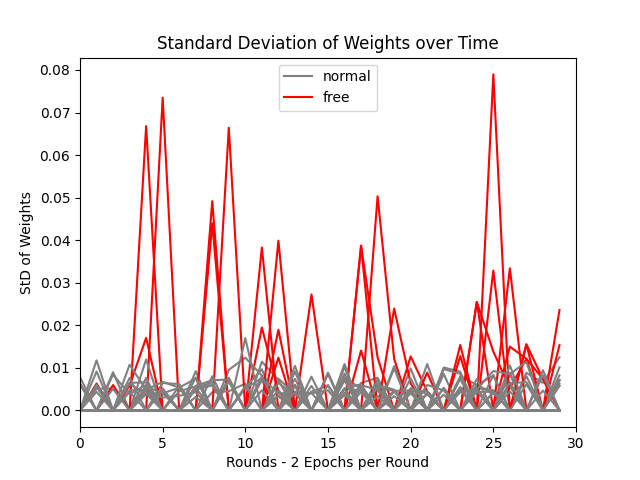 Standard Deviation of Weights over Time
normal
free
StD of Weights
0.08
0.07
0.06
0.05
0.04
0.03
0.02
0.01
0.00
0 5 10 15 20 25 30
Rounds - 2 Epochs per Round